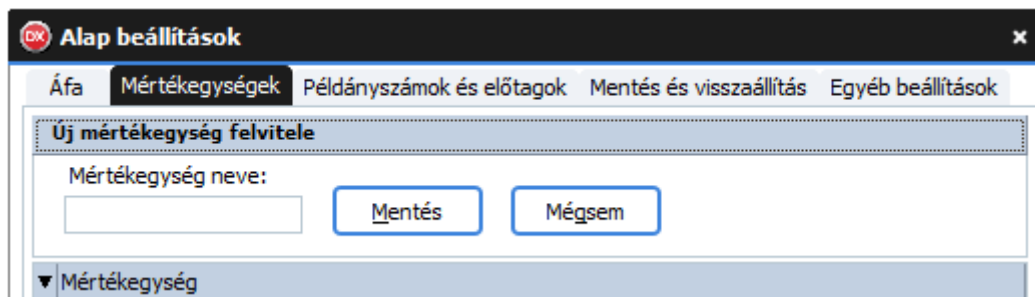 DX Alap beállítások
Áfa Mértékegységek Példányszámok és előtagok Mentés és visszaállítás Egyéb beállítások
Új mértékegység felvitele
Mértékegység neve:
Mentés Mégsem
Mértékegység